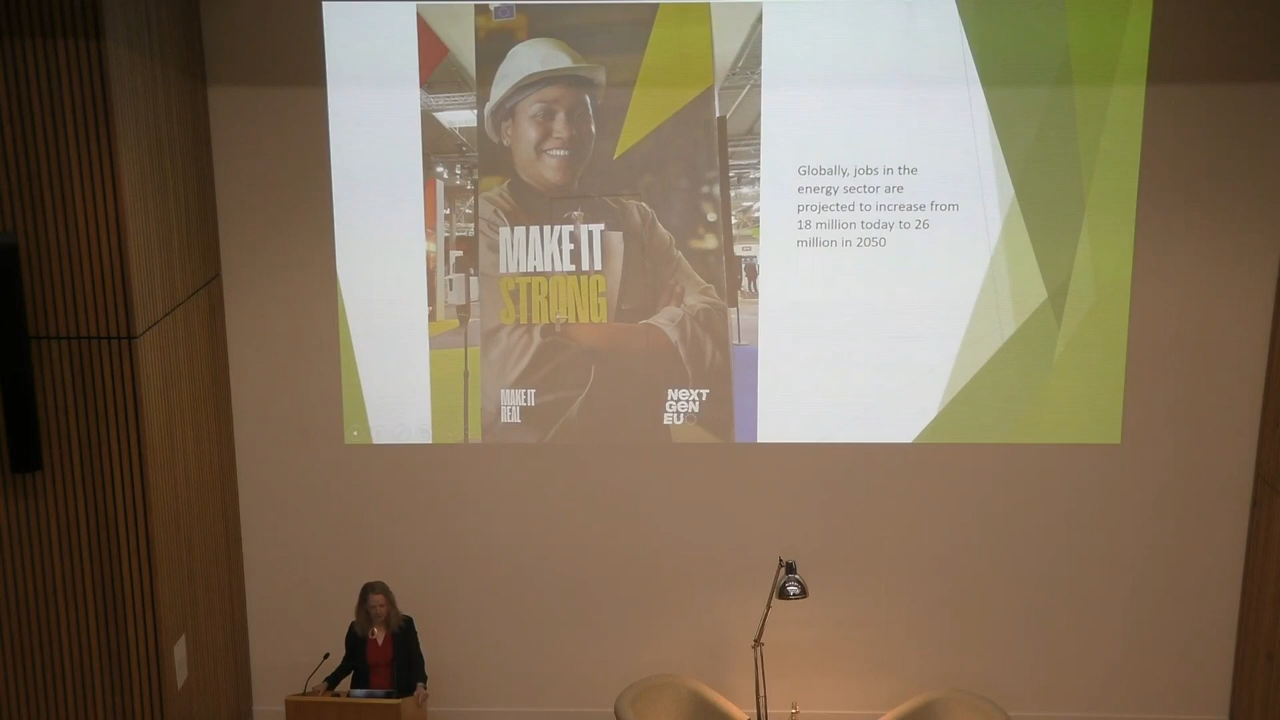 MAKE IT
STRONG
MAKE IT
REAL
NEXT
GEN
EU
Globally, jobs in the
energy sector are
projected to increase from
18 million today to 26
million in 2050